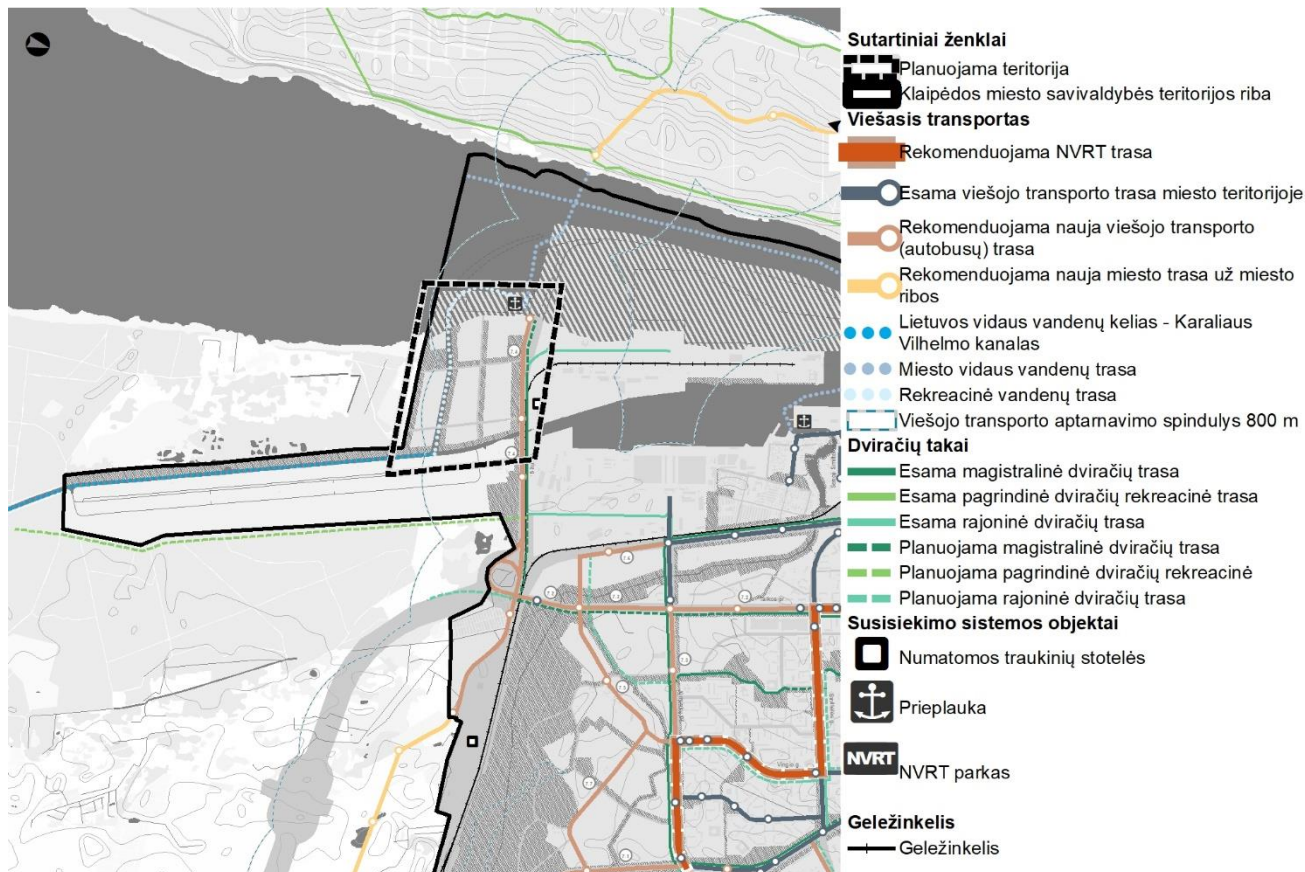 Sutartiniai ženklai
Planuojama teritorija
Klaipėdos miesto savivaldybės teritorijos riba
Viešasis transportas
Rekomenduojama NVRT trasa
Esama viešojo transporto trasa miesto teritorijoje
Rekomenduojama nauja viešojo transporto
(autobusų) trasa
Rekomenduojama nauja miesto trasa už miesto
ribos
Lietuvos vidaus vandenų kelias - Karaliaus
Vilhelmo kanalas
Miesto vidaus vandenų trasa
Rekreacinė vandenų trasa
Viešojo transporto aptarnavimo spindulys 800 m
Dviračių takai
Esama magistralinė dviračių trasa
Esama pagrindinė dviračių rekreacinė trasa
Esama rajoninė dviračių trasa
Planuojama magistralinė dviračių trasa
Planuojama pagrindinė dviračių rekreacinė
Planuojama rajoninė dviračių trasa
Susisiekimo sistemos objektai
Numatomos traukinių stotelės
Prieplauka
NVRT NVRT parkas
Geležinkelis
Geležinkelis